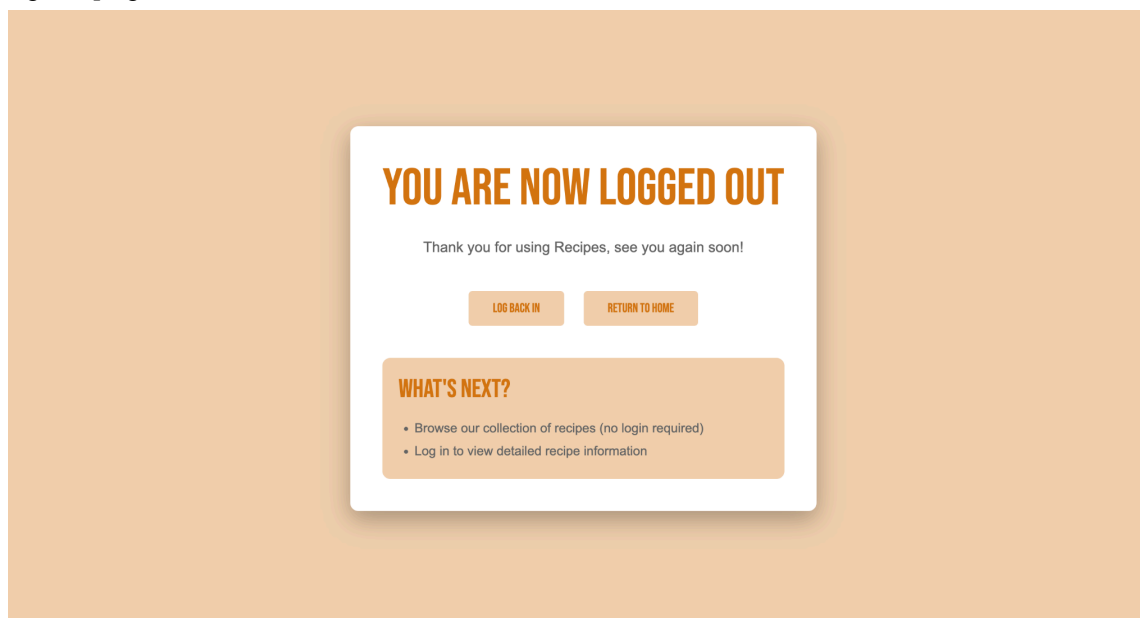 YOU ARE NOW LOGGED OUT
Thank you for using Recipes, see you again soon!
LOG BACK IN
RETURN TO HOME
WHAT'S NEXT?
• Browse our collection of recipes (no login required)
• Log in to view detailed recipe information